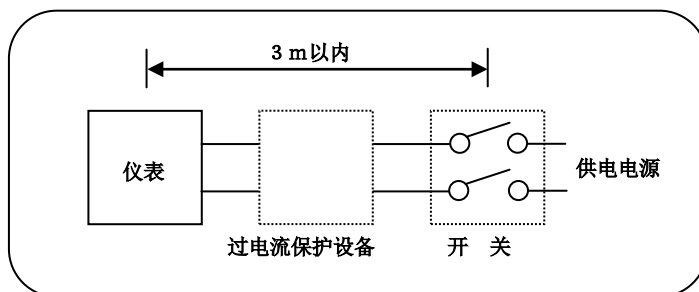 3 m以内
仪表
供电电源
过电流保护设备
开 关